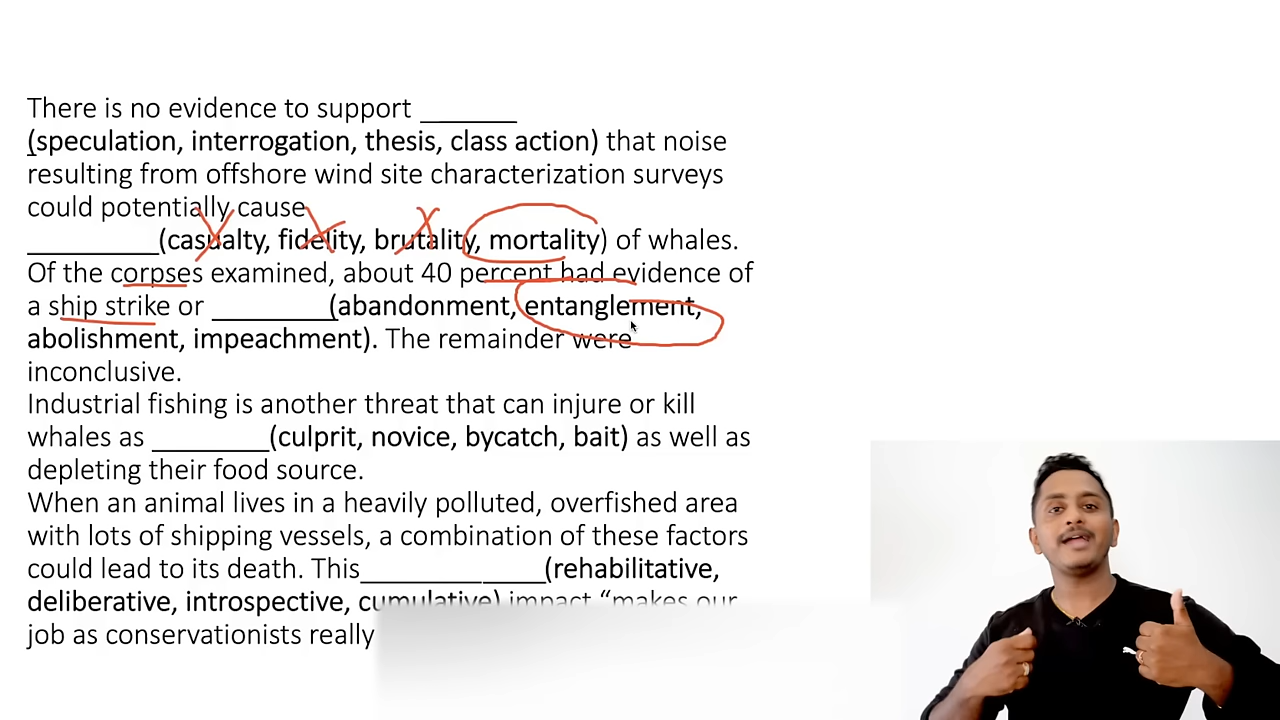 There is no evidence to support _______
(speculation, interrogation, thesis, class action) that noise
resulting from offshore wind site characterization surveys
could potentially cause
_________(casualty, fidelity, brutality, mortality) of whales.
Of the corpses examined, about 40 percent had evidence of
a ship strike or _________(abandonment, entanglement,
abolishment, impeachment). The remainder were
inconclusive.
Industrial fishing is another threat that can injure or kill
whales as ________(culprit, novice, bycatch, bait) as well as
depleting their food source.
When an animal lives in a heavily polluted, overfished area
with lots of shipping vessels, a combination of these factors
could lead to its death. This_____________(rehabilitative,
deliberative, introspective, cumulative) impact “makes our
job as conservationists really